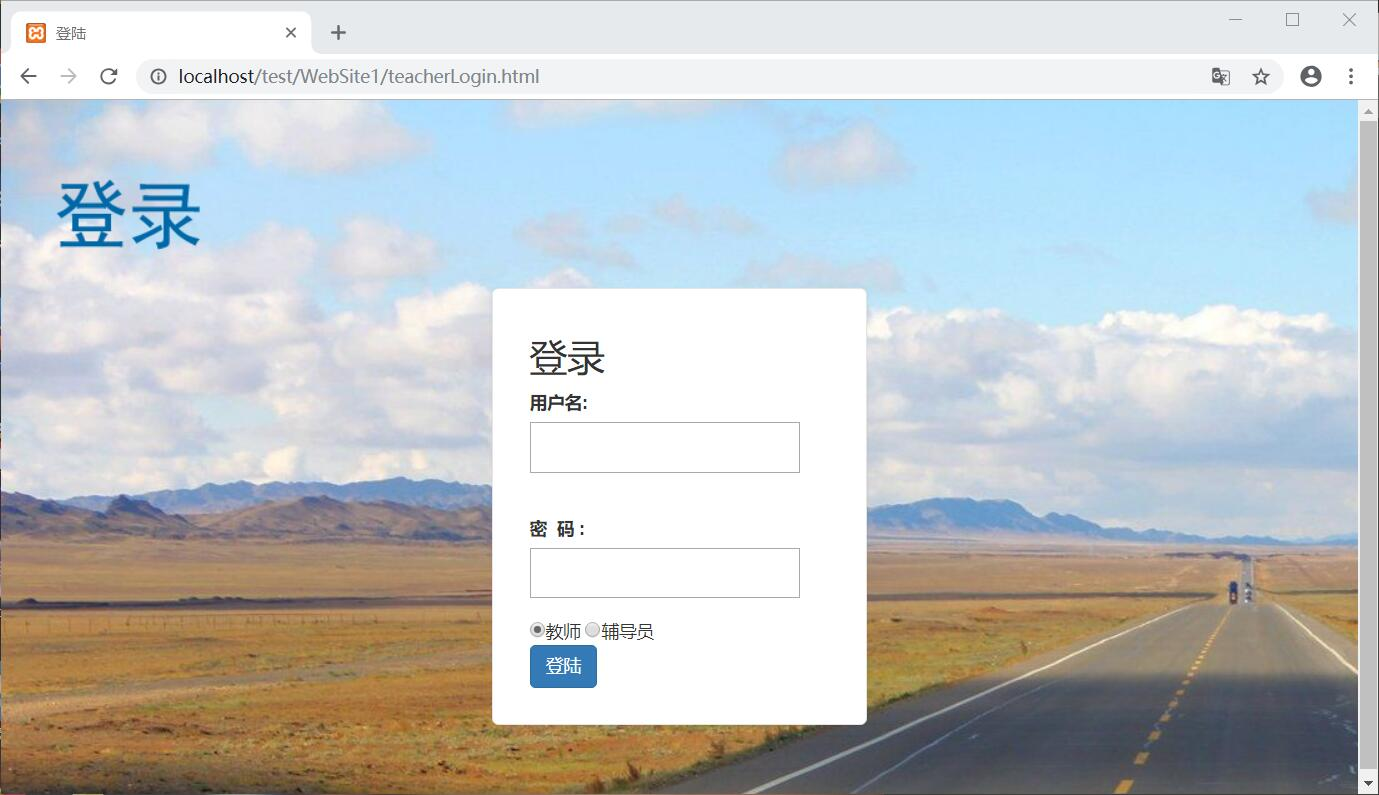 登陆
localhost/test/WebSite1/teacherLogin.html
登录
登录
用户名:
密 码 :
教师 辅导员
登陆